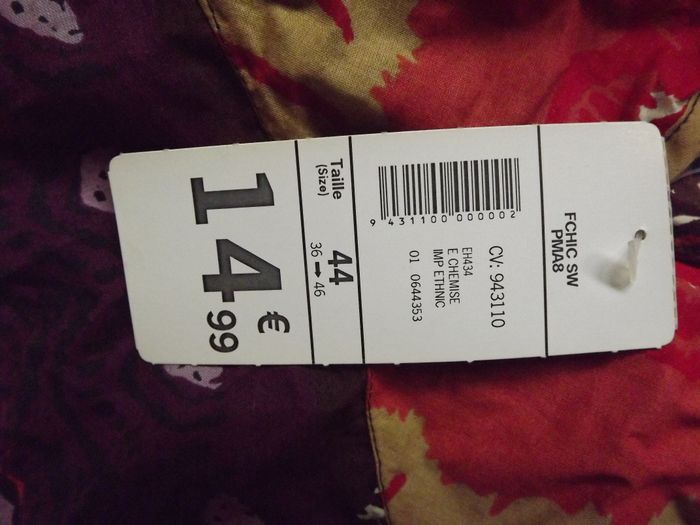 FCHIC SW
PMA8
CV: 943110
EH434
E.CHEMISE
IMP ETHNIC
01 0644353
9 431100 000002
Taille
(Size)
44
36 ➞ 46
14€99